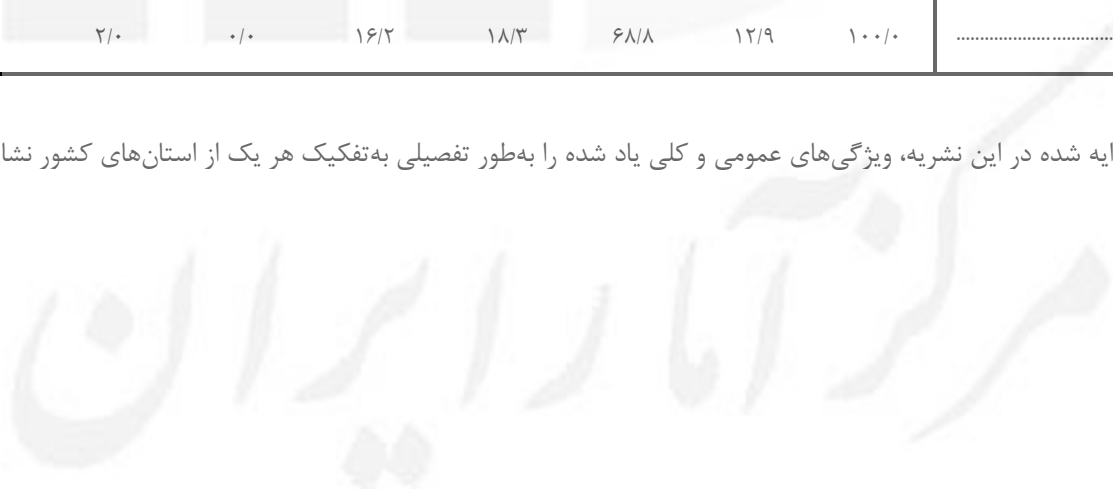 ............................... ۱۰۰/۰ ۱۲/۹ ۶۸/۸ ۱۸/۳ ۱۶/۲ ۰/۰ ۲/۰
ایه شده در این نشریه، ویژگی‌های عمومی و کلی یاد شده را به‌طور تفصیلی به‌تفکیک هر یک از استان‌های کشور نشا
مرکز آمار ایران